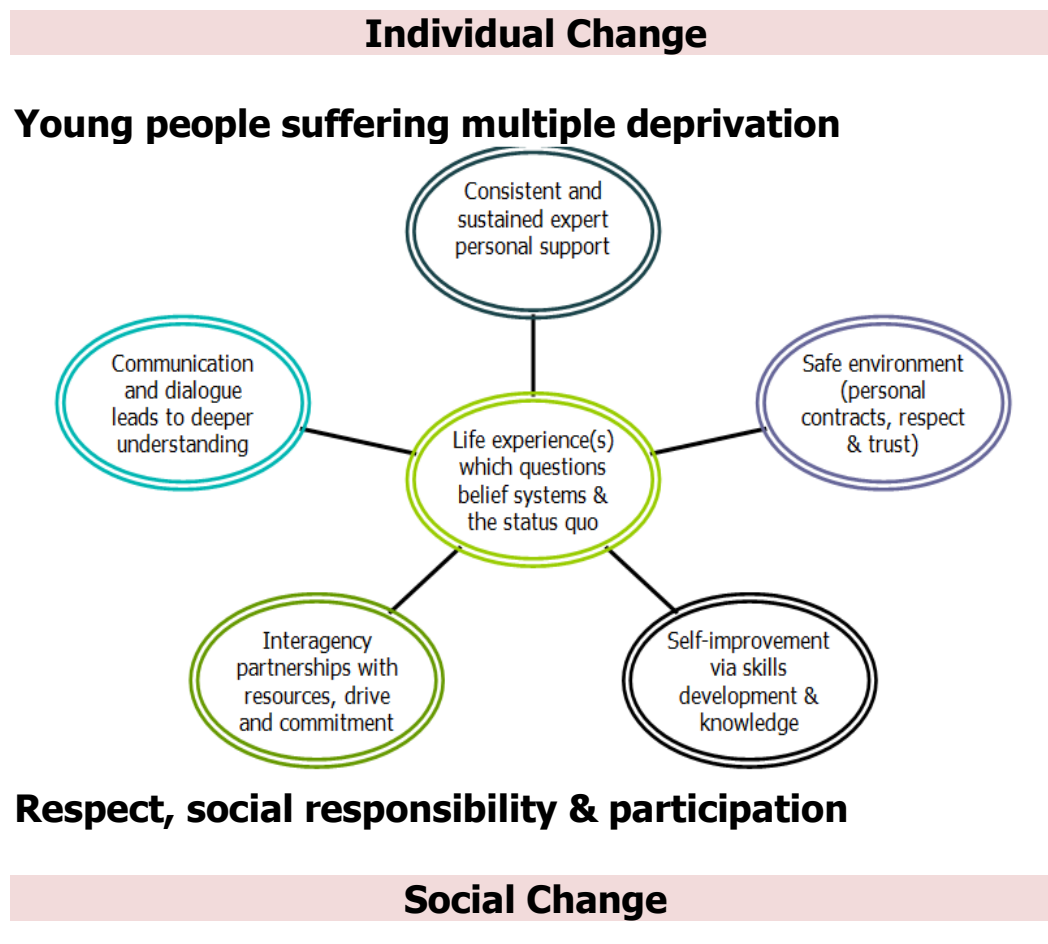 Individual Change
Young people suffering multiple deprivation
Consistent and
sustained expert
personal support
Communication
and dialogue
leads to deeper
understanding
Safe environment
(personal
contracts, respect
& trust)
Life experience(s)
which questions
belief systems &
the status quo
Interagency
partnerships with
resources, drive
and commitment
Self-improvement
via skills
development &
knowledge
Respect, social responsibility & participation
Social Change